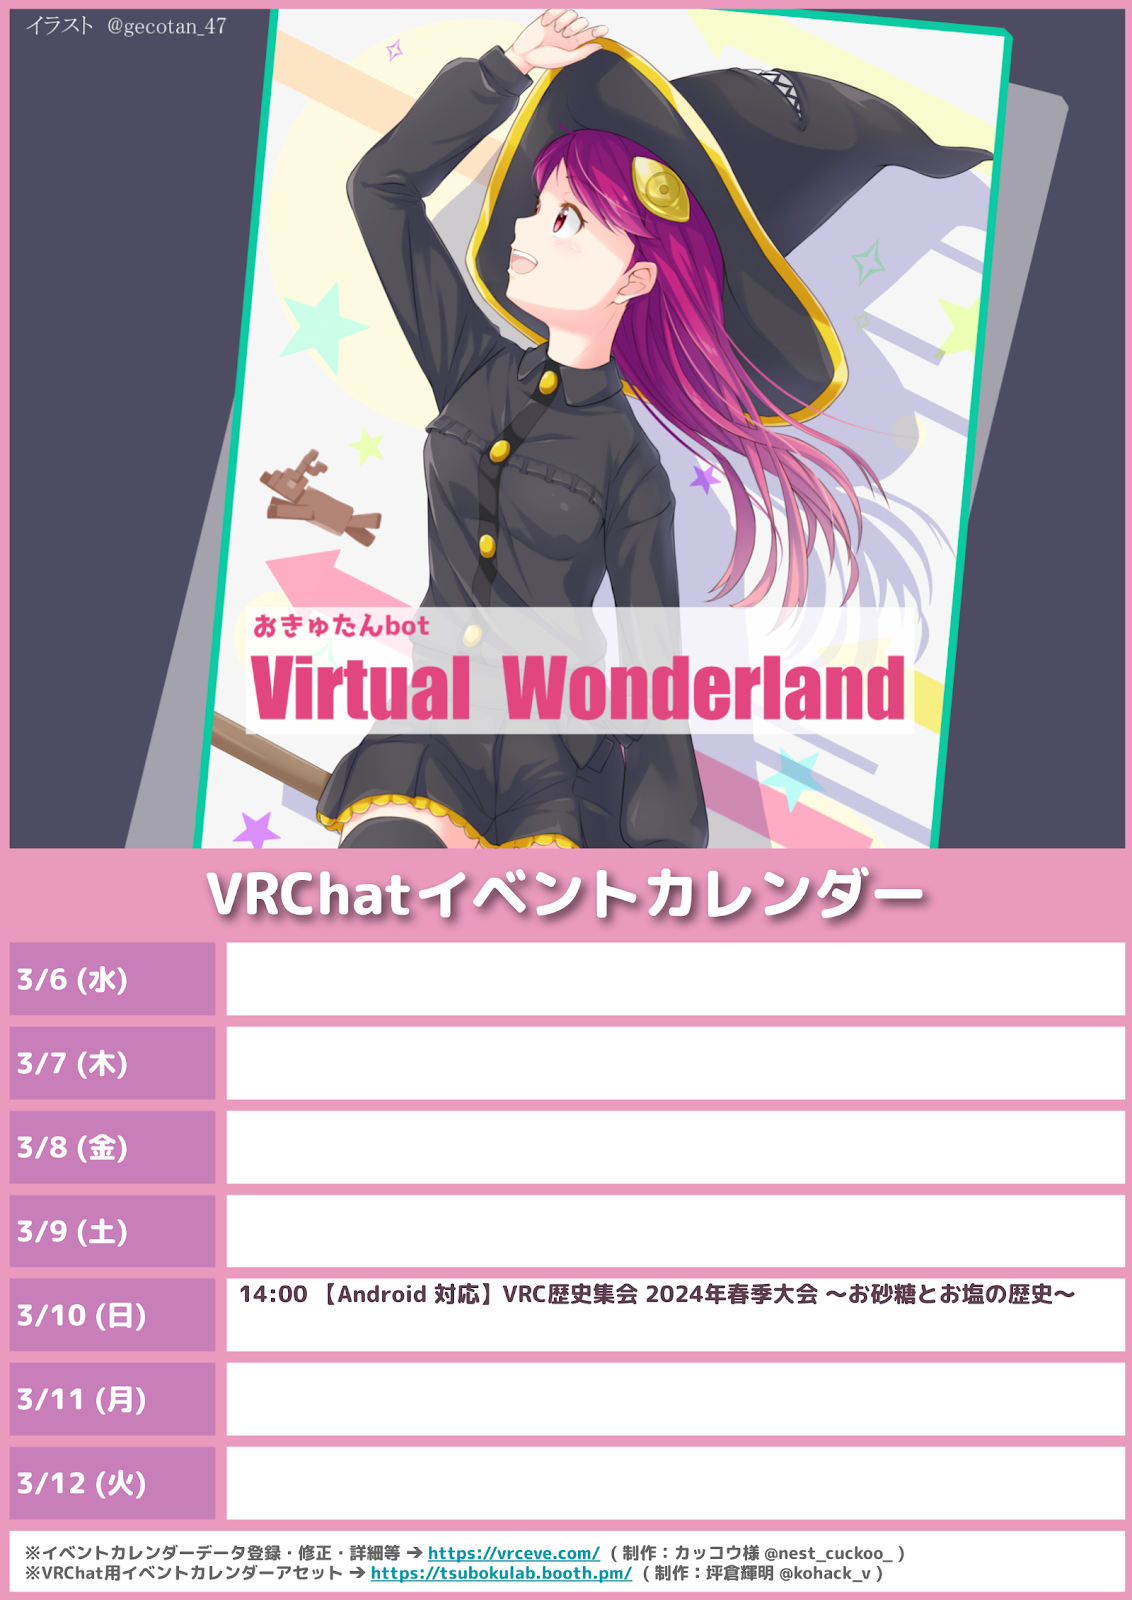 イラスト @gecotan_47
おきゅたんbot
Virtual Wonderland
VRChatイベントカレンダー
3/6 (水)
3/7 (木)
3/8 (金)
3/9 (土)
3/10 (日)
14:00 【Android 対応】VRC歴史集会 2024年春季大会 〜お砂糖とお塩の歴史〜
3/11 (月)
3/12 (火)
※イベントカレンダーデータ登録・修正・詳細等 ➔ https://vrceve.com/ ( 制作：カッコウ様 @nest_cuckoo_ )
※VRChat用イベントカレンダーアセット ➔ https://tsubokulab.booth.pm/ ( 制作：坪倉輝明 @kohack_v )